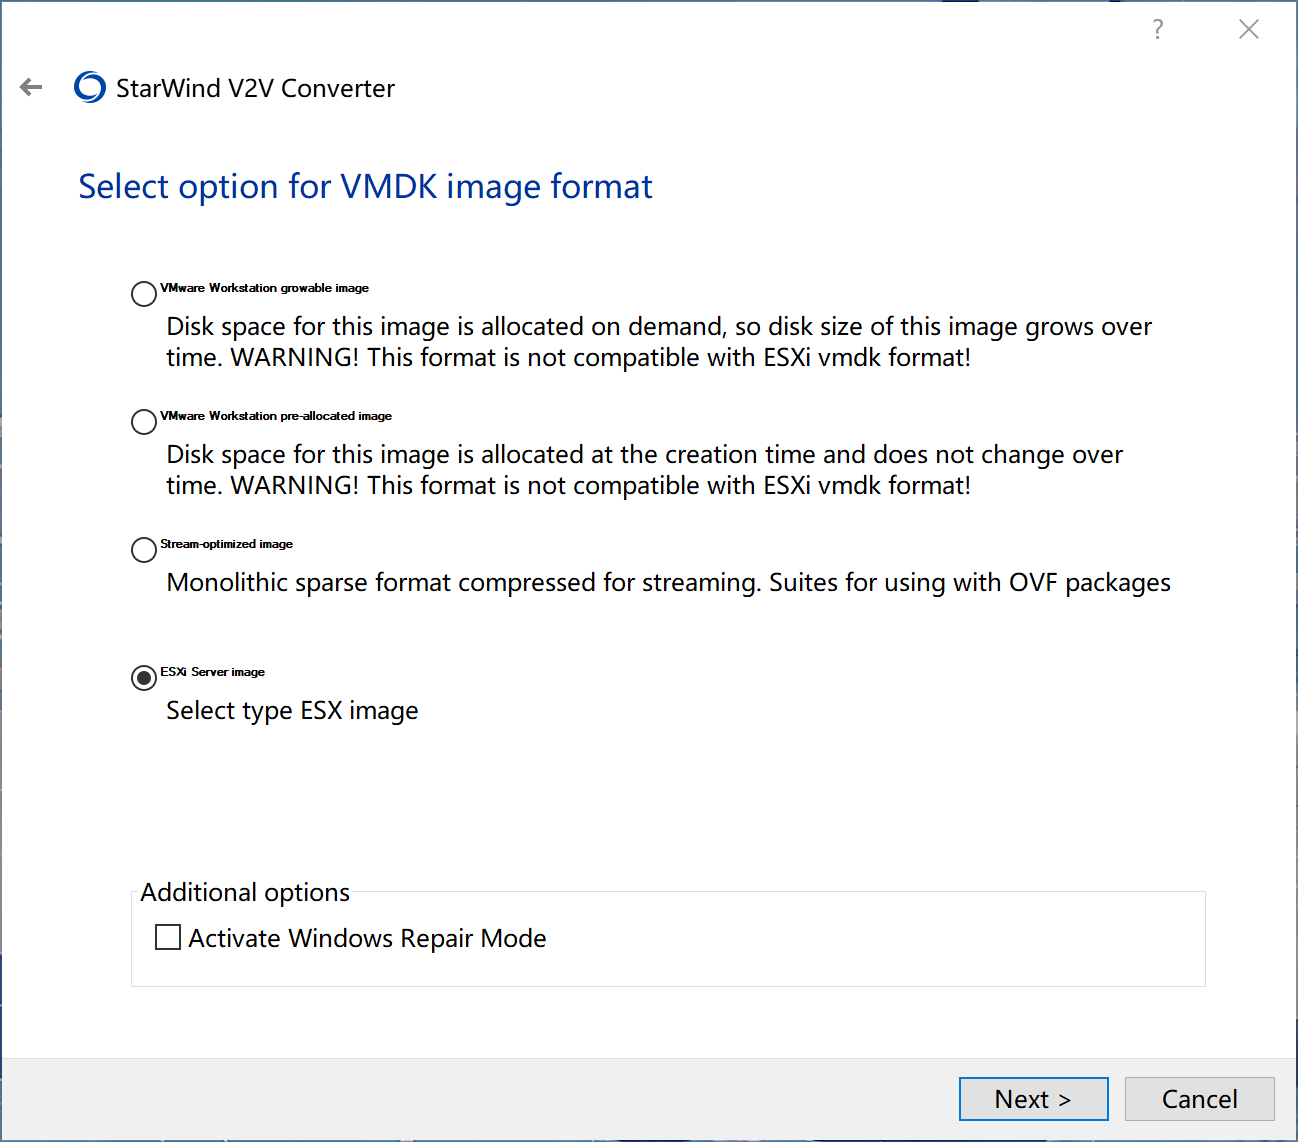 ?
StarWind V2V Converter
Select option for VMDK image format
VMware Workstation growable image
Disk space for this image is allocated on demand, so disk size of this image grows over
time. WARNING! This format is not compatible with ESXi vmdk format!
VMware Workstation pre-allocated image
Disk space for this image is allocated at the creation time and does not change over
time. WARNING! This format is not compatible with ESXi vmdk format!
Stream-optimized image
Monolithic sparse format compressed for streaming. Suites for using with OVF packages
ESXi Server image
Select type ESX image
Additional options
Activate Windows Repair Mode
Next >
Cancel